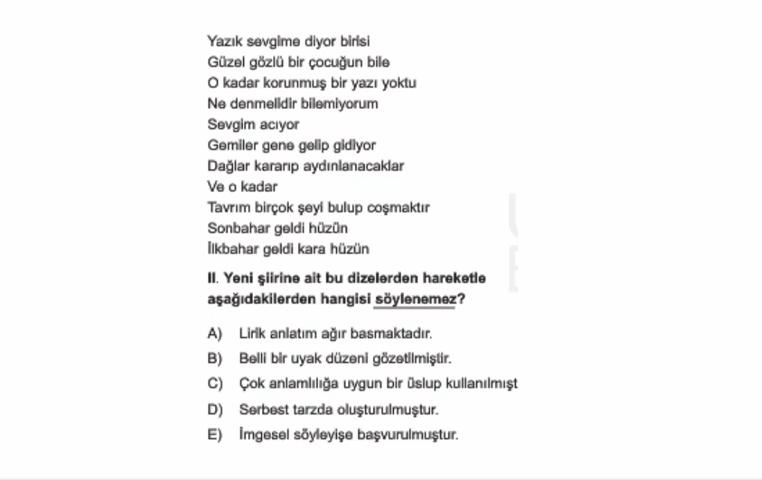 Yazık sevgime diyor birisi
Güzel gözlü bir çocuğun bile
O kadar korunmuş bir yazı yoktu
Ne denmelidir bilemiyorum
Sevgim acıyor
Gemiler gene gelip gidiyor
Dağlar kararıp aydınlanacaklar
Ve o kadar
Tavrım birçok şeyi bulup coşmaktır
Sonbahar geldi hüzün
İlkbahar geldi kara hüzün
II. Yeni şiirine ait bu dizelerden hareketle
aşağıdakilerden hangisi söylenemez?
A) Lirik anlatım ağır basmaktadır.
B) Belli bir uyak düzeni gözetilmiştir.
C) Çok anlamlılığa uygun bir üslup kullanılmışt
D) Serbest tarzda oluşturulmuştur.
E) İmgesel söyleyişe başvurulmuştur.